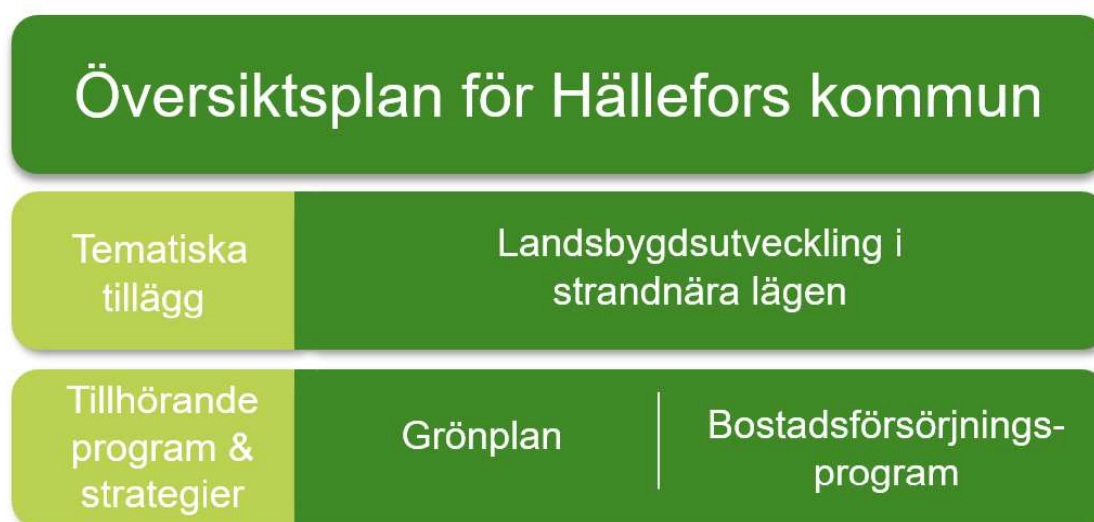 Översiktsplan för Hällefors kommun
Tematiska
tillägg
Landsbygdsutveckling i
strandnära lägen
Tillhörande
program &
strategier
Grönplan
Bostadsförsörjnings-
program